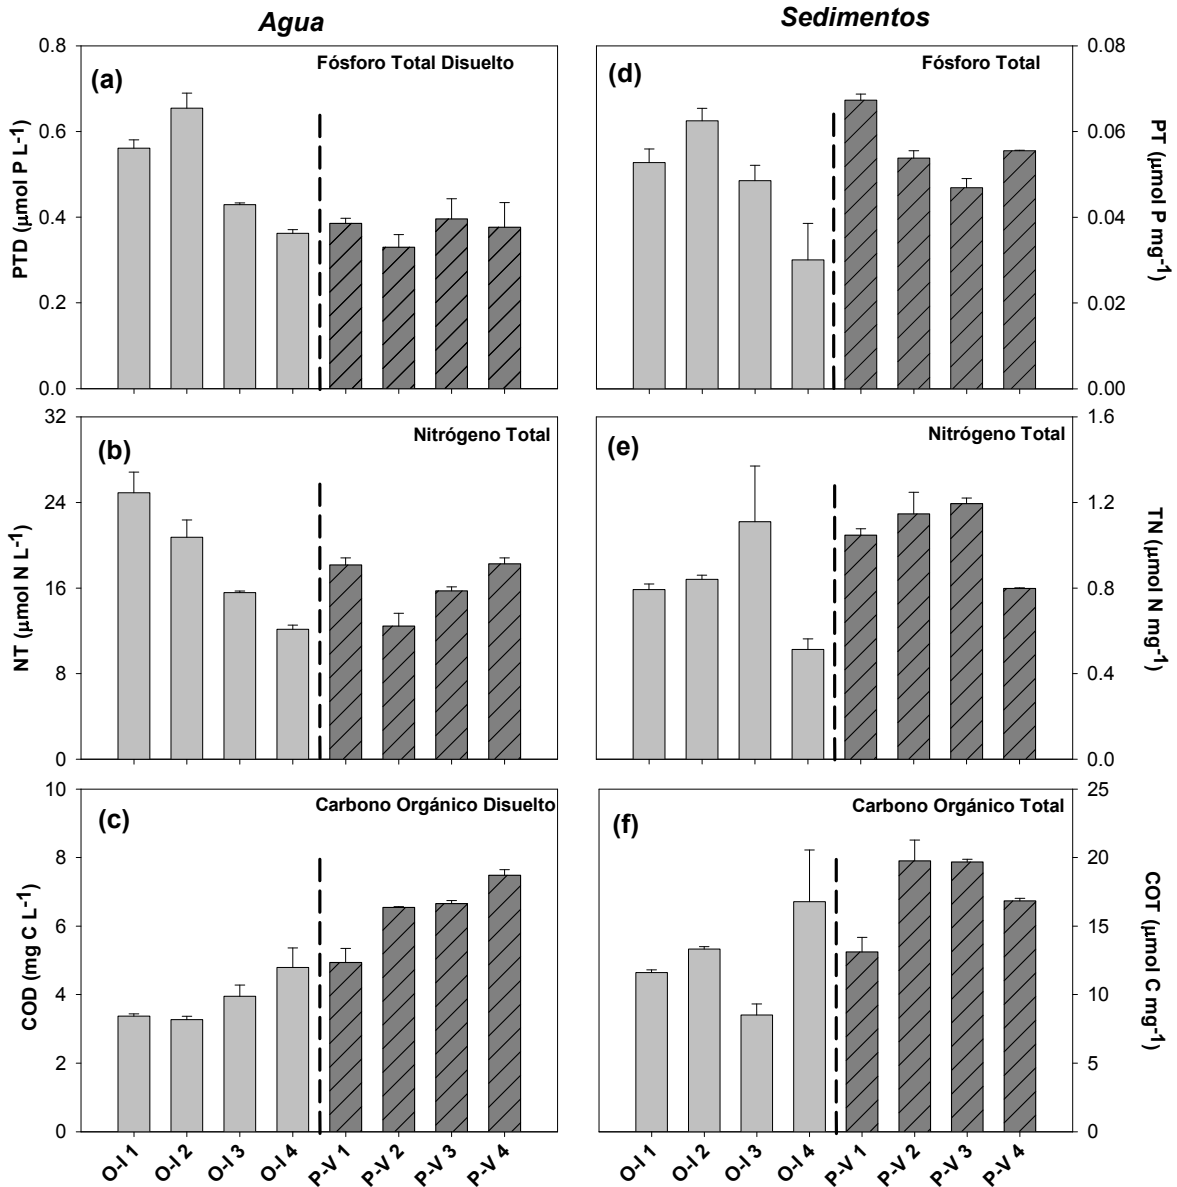 Agua
Sedimentos
(a)
Fósforo Total Disuelto
PTD (µmol P L-1)
0.8
0.6
0.4
0.2
0.0
(d)
Fósforo Total
PT (µmol P mg-1)
0.08
0.06
0.04
0.02
0.00
(b)
Nitrógeno Total
NT (µmol N L-1)
32
24
16
8
0
(e)
Nitrógeno Total
TN (µmol N mg-1)
1.6
1.2
0.8
0.4
0.0
(c)
Carbono Orgánico Disuelto
COD (mg C L-1)
10
8
6
4
2
0
(f)
Carbono Orgánico Total
COT (µmol C mg-1)
25
20
15
10
5
0
O-I 1
O-I 2
O-I 3
O-I 4
P-V 1
P-V 2
P-V 3
P-V 4
O-I 1
O-I 2
O-I 3
O-I 4
P-V 1
P-V 2
P-V 3
P-V 4